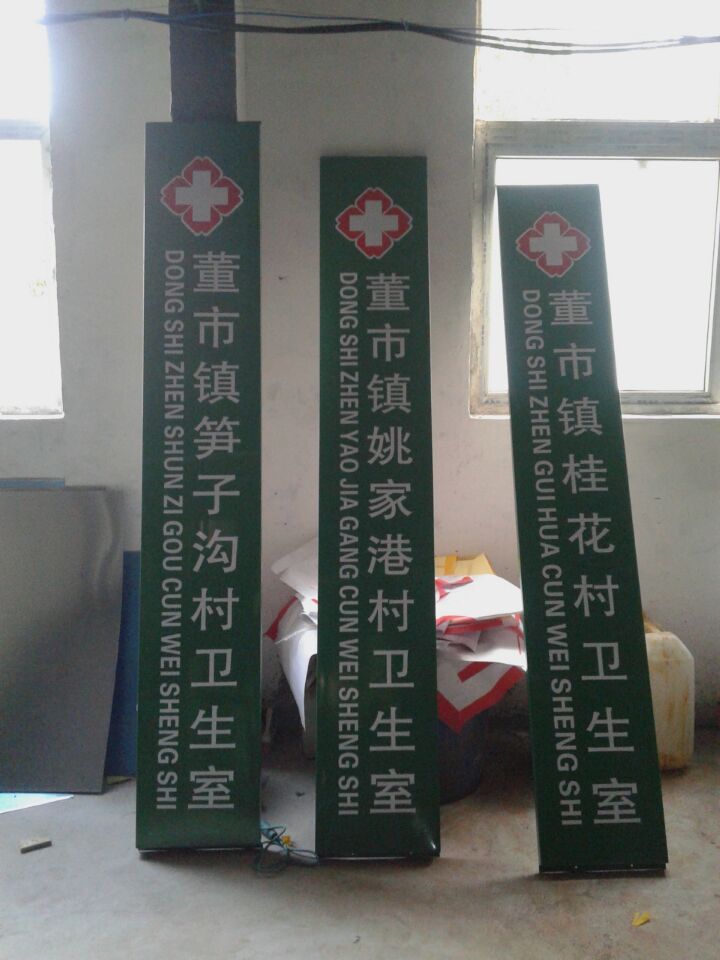 董市镇笋子沟村卫生室
DONG SHI ZHEN SHUN ZI GOU CUN WEI SHENG SHI
董市镇姚家港村卫生室
DONG SHI ZHEN YAO JIA GANG CUN WEI SHENG SHI
董市镇桂花村卫生室
DONG SHI ZHEN GUI HUA CUN WEI SHENG SHI